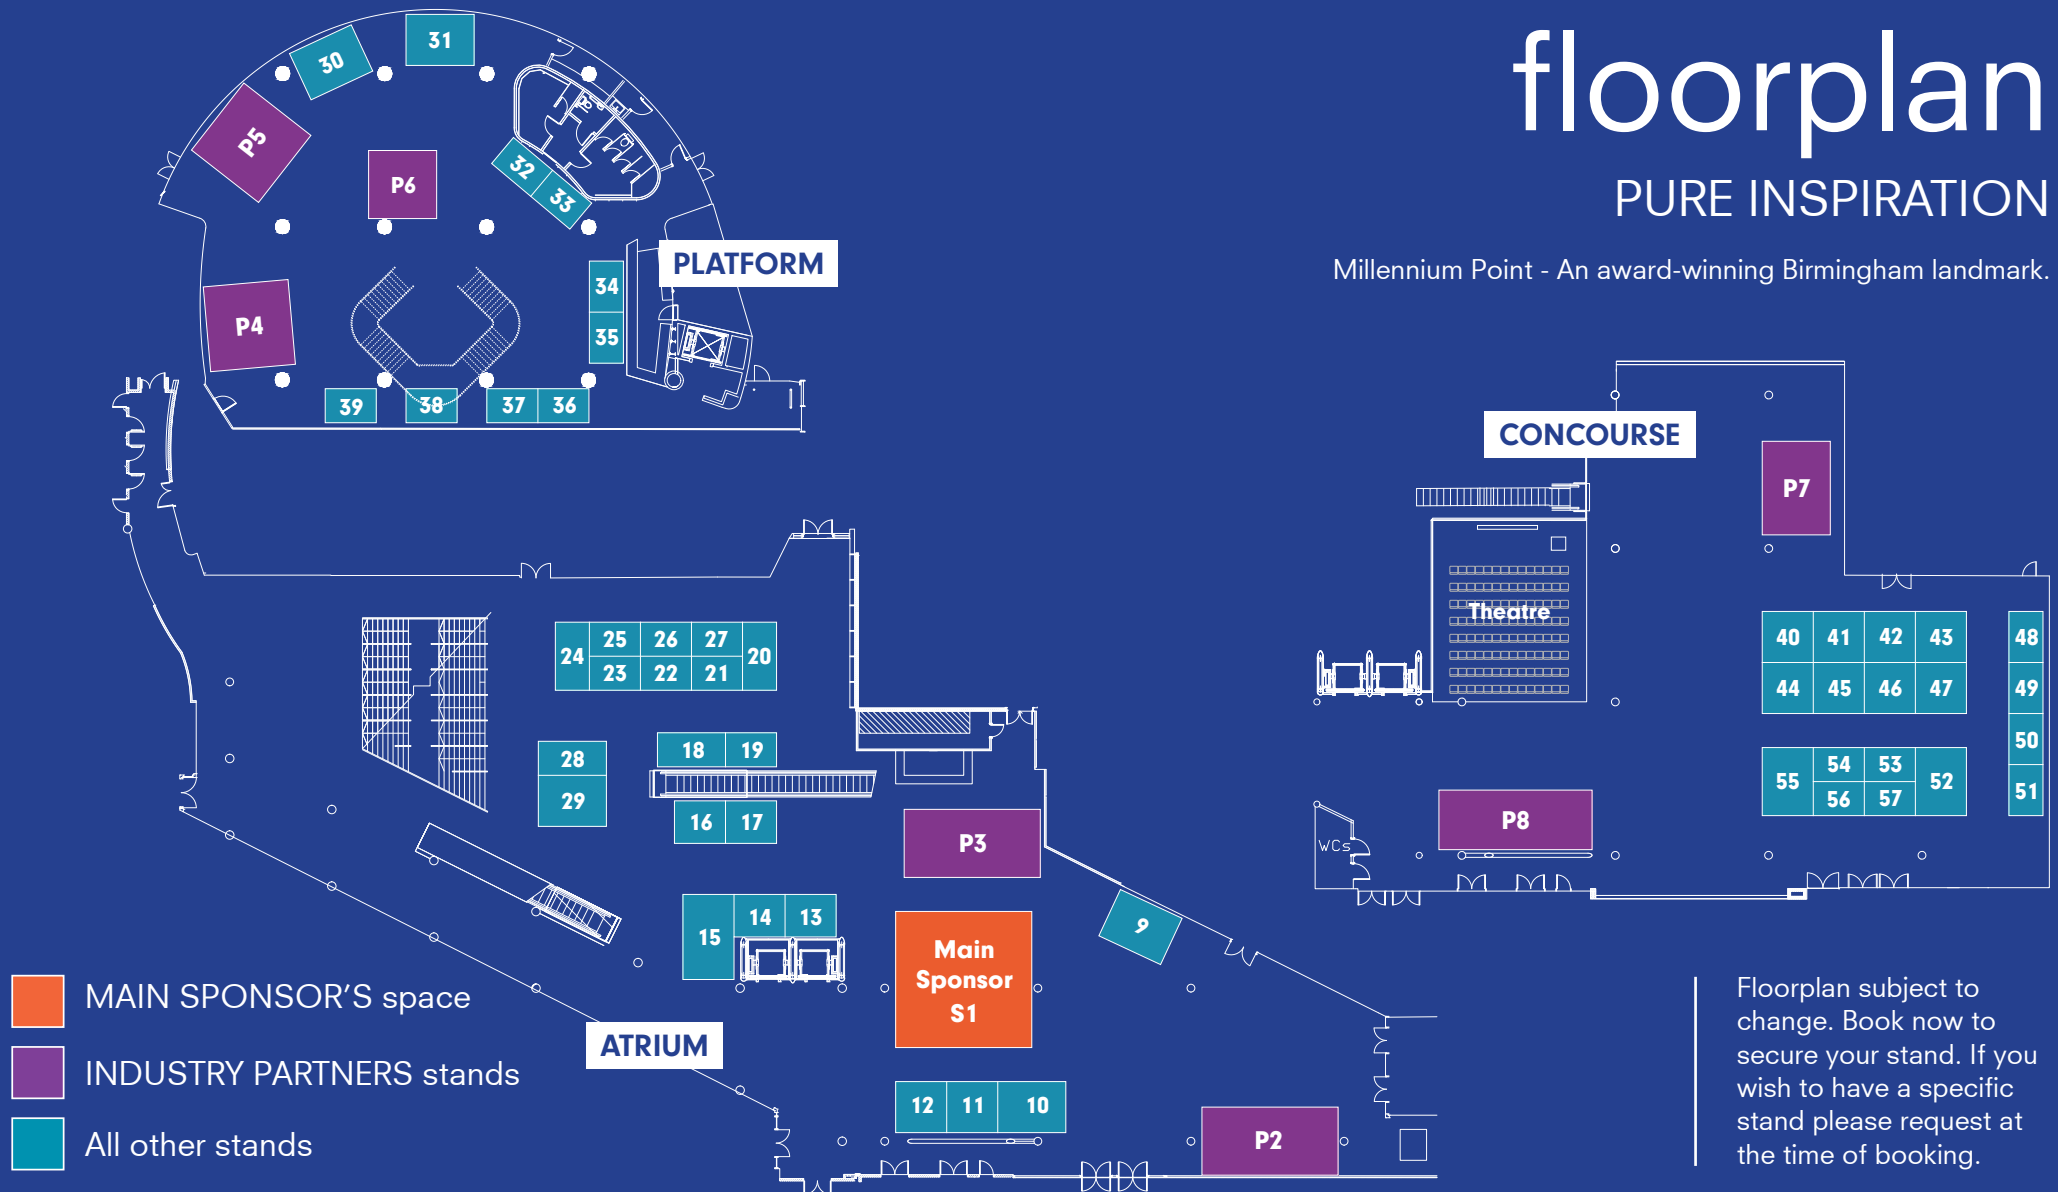 floorplan
PURE INSPIRATION
Millennium Point - An award-winning Birmingham landmark.
31
30
P5
P6
32
33
PLATFORM
34
P4
35
39
38
37
36
CONCOURSE
P7
Theatre
40
41
42
43
48
44
45
46
47
49
50
55
54
53
52
56
57
51
P8
WCs
24
25
26
27
20
23
22
21
18
19
28
29
16
17
P3
15
14
13
9
Main
Sponsor
S1
ATRIUM
12
11
10
P2
MAIN SPONSOR'S space
INDUSTRY PARTNERS stands
All other stands
Floorplan subject to
change. Book now to
secure your stand. If you
wish to have a specific
stand please request at
the time of booking.